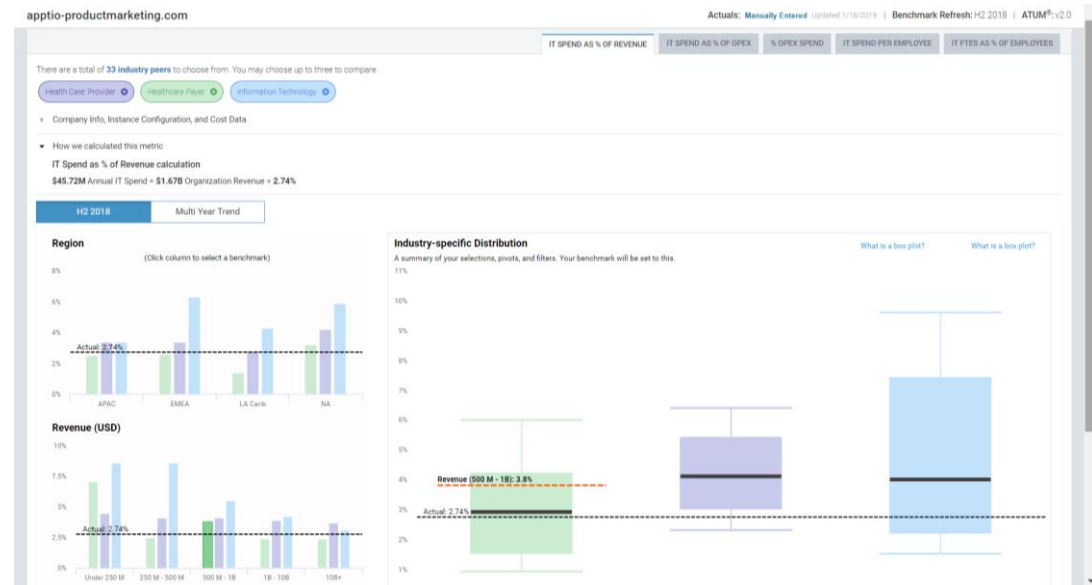 apptio-productmarketing.com
Actuals: Manually Entered Updated 1/18/2019 | Benchmark Refresh: H2 2018 | ATUM®: v2.0
IT SPEND AS % OF REVENUE
IT SPEND AS % OF OPEX
% OPEX SPEND
IT SPEND PER EMPLOYEE
IT FTES AS % OF EMPLOYEES
There are a total of 33 industry peers to choose from. You may choose up to three to compare.
Health Care: Provider
Healthcare Payer
Information Technology
Company Info, Instance Configuration, and Cost Data
How we calculated this metric
IT Spend as % of Revenue calculation
$45.72M Annual IT Spend ÷ $1.67B Organization Revenue = 2.74%
H2 2018
Multi Year Trend
Region
(Click column to select a benchmark)
8%
6%
4%
Actual: 2.74%
2%
0%
APAC
EMEA
LA Carib
NA
Revenue (USD)
10%
7.5%
5%
Actual: 2.74%
2.5%
0%
Under 250 M
250 M - 500 M
500 M - 1B
1B - 10B
10B+
Industry-specific Distribution
What is a box plot?
What is a box plot?
A summary of your selections, pivots, and filters. Your benchmark will be set to this.
11%
10%
9%
8%
7%
6%
5%
4%
Revenue (500 M - 1B): 3.8%
3%
Actual: 2.74%
2%
1%